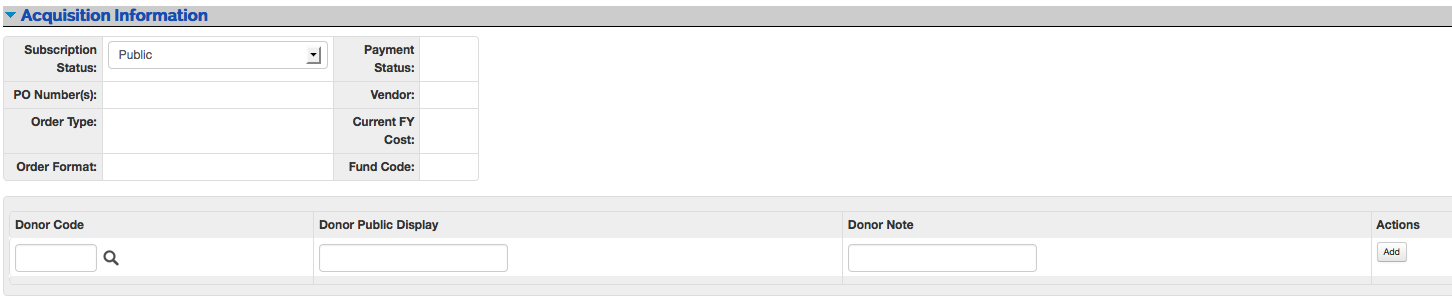 Acquisition Information
Subscription Status:
Public
Payment Status:
PO Number(s):
Vendor:
Order Type:
Current FY Cost:
Order Format:
Fund Code:
Donor Code
Donor Public Display
Donor Note
Actions
Add